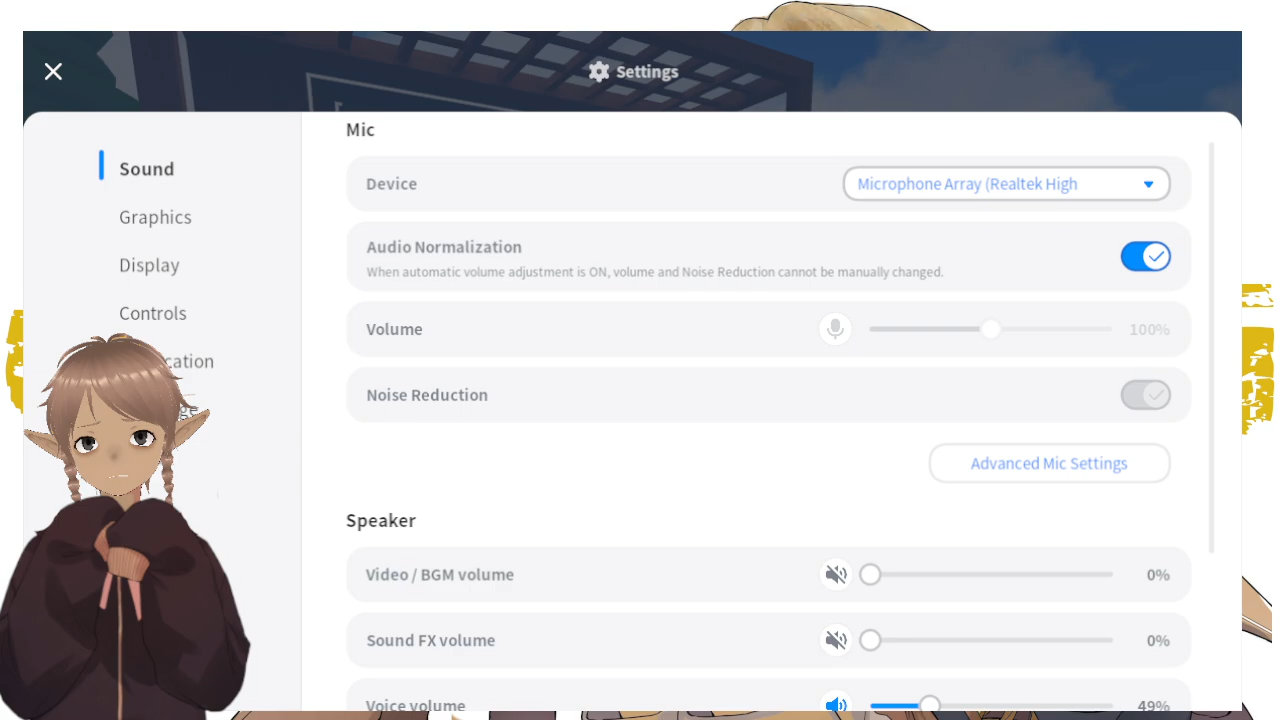 Settings
Sound
Graphics
Display
Controls
Mic
Device
Microphone Array (Realtek High
Audio Normalization
When automatic volume adjustment is ON, volume and Noise Reduction cannot be manually changed.
Volume
100%
Noise Reduction
Advanced Mic Settings
Speaker
Video / BGM volume
0%
Sound FX volume
0%
Voice volume
49%